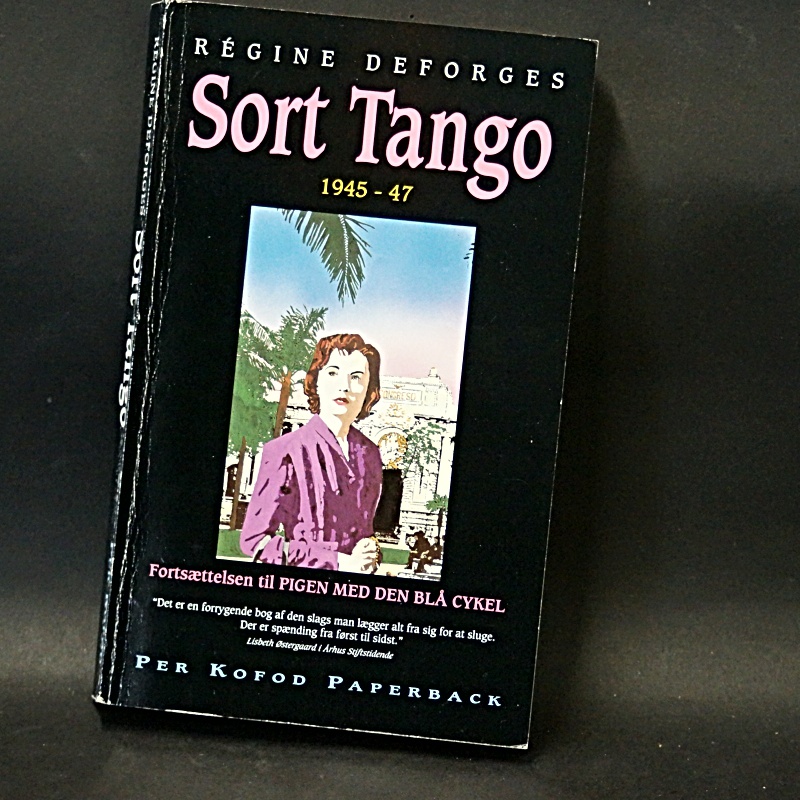 RÉGINE DEFORGES
Sort Tango
1945 - 47
Fortsættelsen til PIGEN MED DEN BLÅ CYKEL
"Det er en forrygende bog af den slags man lægger alt fra sig for at sluge.
Der er spænding fra først til sidst."
Lisbeth Østergaard i Århus Stiftstidende
PER KOFOD PAPERBACK
RÉGINE DEFORGES Sort Tango